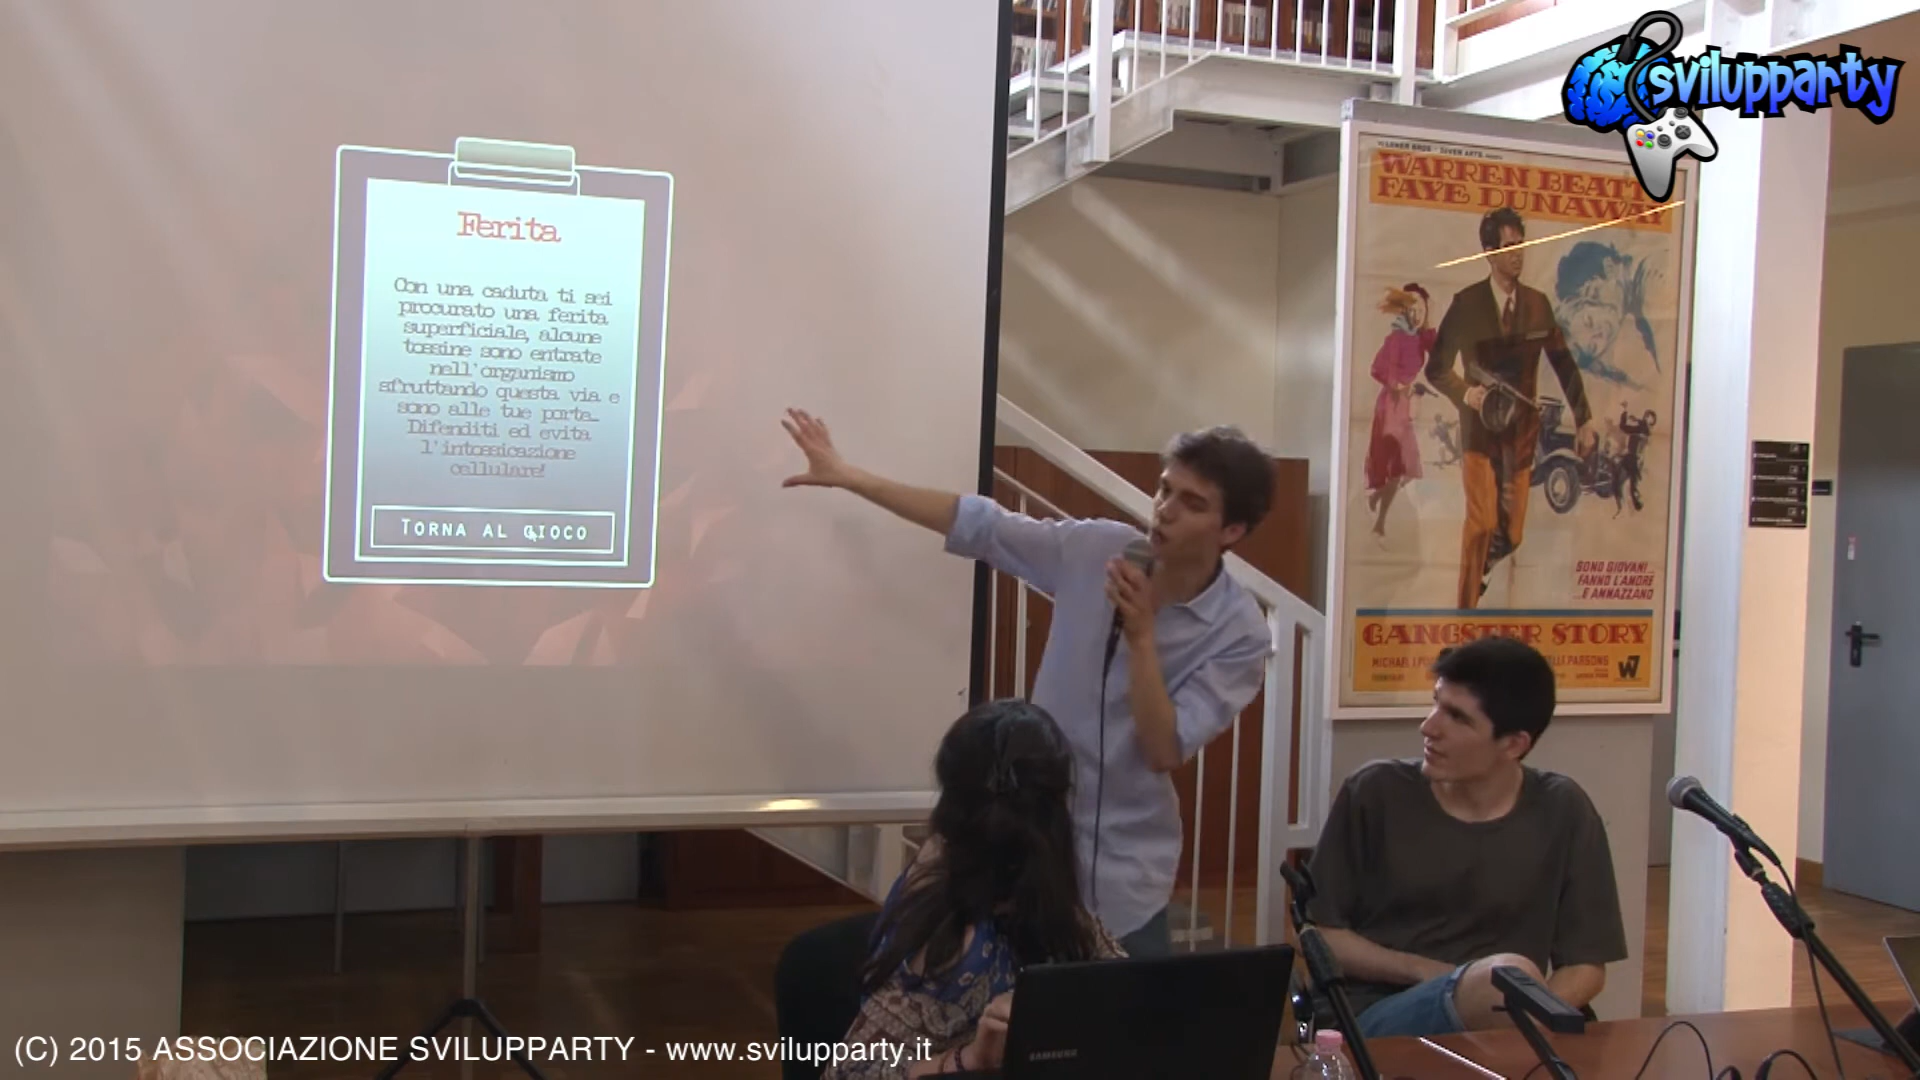 svilupparty
Ferita
Con una caduta ti sei
procurato una ferita
superficiale, alcune
tossine sono entrate
nell'organismo
sfruttando questa via e
sono alle tue porte…
Difenditi ed evita
l'intossicazione
cellulare!
TORNA AL GIOCO
WARREN BEATT
FAYE DUNAWAY
SONO GIOVANI...
FANNO L'AMORE
...E AMMAZZANO
GANGSTER STORY
SAMSUNG
(C) 2015 ASSOCIAZIONE SVILUPPARTY - www.svilupparty.it